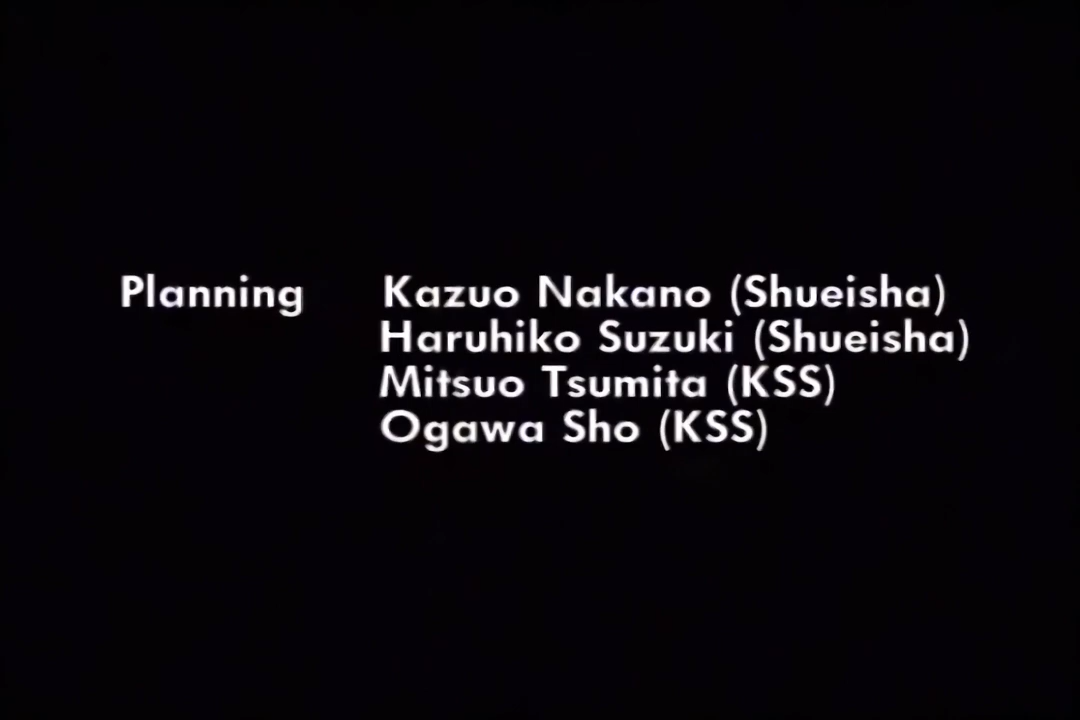 Planning Kazuo Nakano (Shueisha)
Haruhiko Suzuki (Shueisha)
Mitsuo Tsumita (KSS)
Ogawa Sho (KSS)